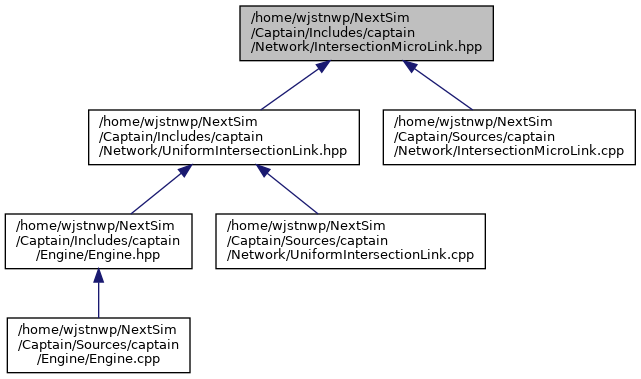 /home/wjstnwp/NextSim
/Captain/Includes/captain
/Network/IntersectionMicroLink.hpp
/home/wjstnwp/NextSim
/Captain/Includes/captain
/Network/UniformIntersectionLink.hpp
/home/wjstnwp/NextSim
/Captain/Sources/captain
/Network/IntersectionMicroLink.cpp
/home/wjstnwp/NextSim
/Captain/Includes/captain
/Engine/Engine.hpp
/home/wjstnwp/NextSim
/Captain/Sources/captain
/Network/UniformIntersectionLink.cpp
/home/wjstnwp/NextSim
/Captain/Sources/captain
/Engine/Engine.cpp